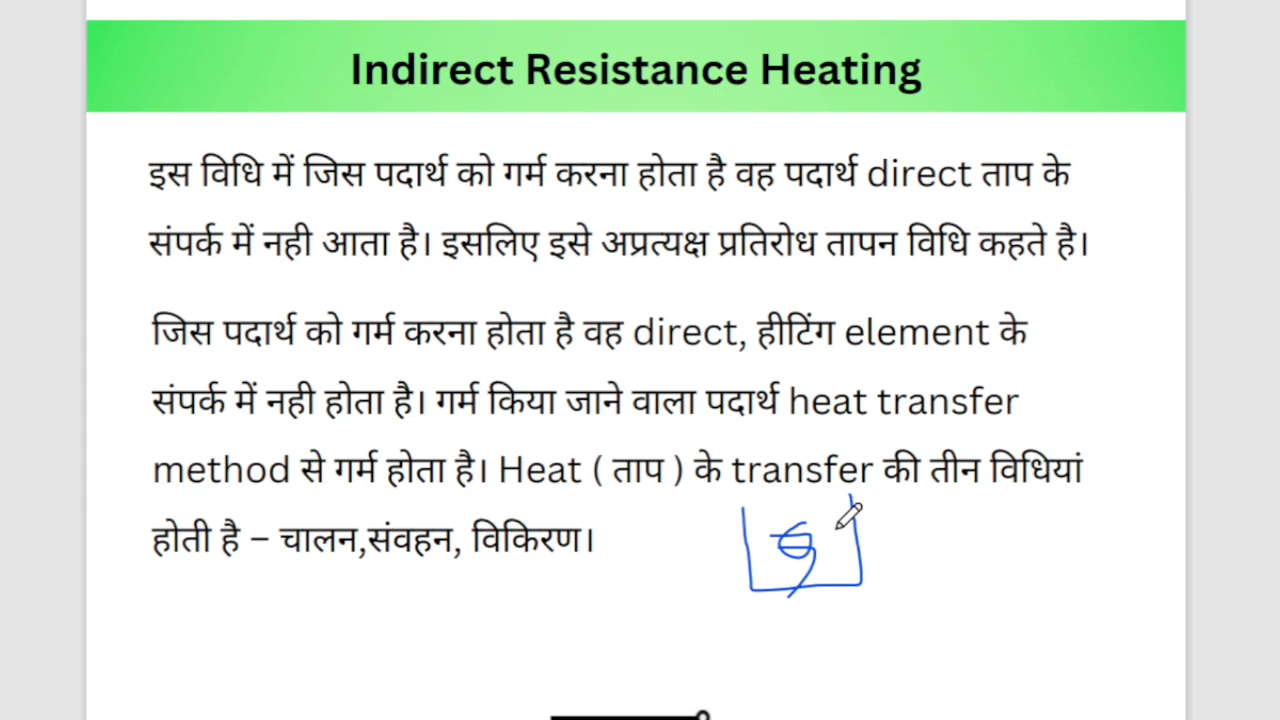 Indirect Resistance Heating
इस विधि में जिस पदार्थ को गर्म करना होता है वह पदार्थ direct ताप के
संपर्क में नही आता है। इसलिए इसे अप्रत्यक्ष प्रतिरोध तापन विधि कहते है।
जिस पदार्थ को गर्म करना होता है वह direct, हीटिंग element के
संपर्क में नही होता है। गर्म किया जाने वाला पदार्थ heat transfer
method से गर्म होता है। Heat ( ताप ) के transfer की तीन विधियां
होती है – चालन,संवहन, विकिरण।